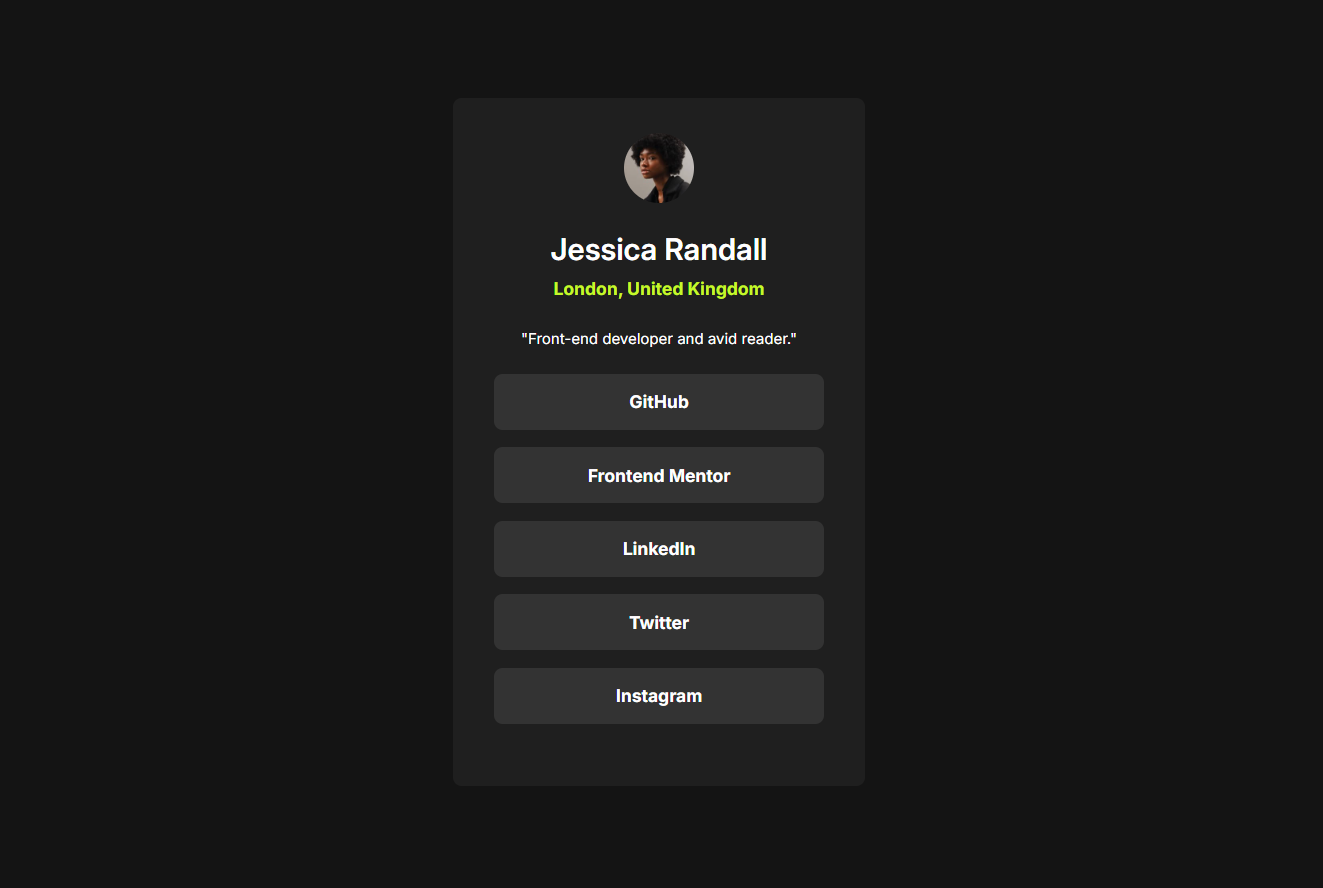 Jessica Randall
London, United Kingdom
"Front-end developer and avid reader."
GitHub
Frontend Mentor
LinkedIn
Twitter
Instagram